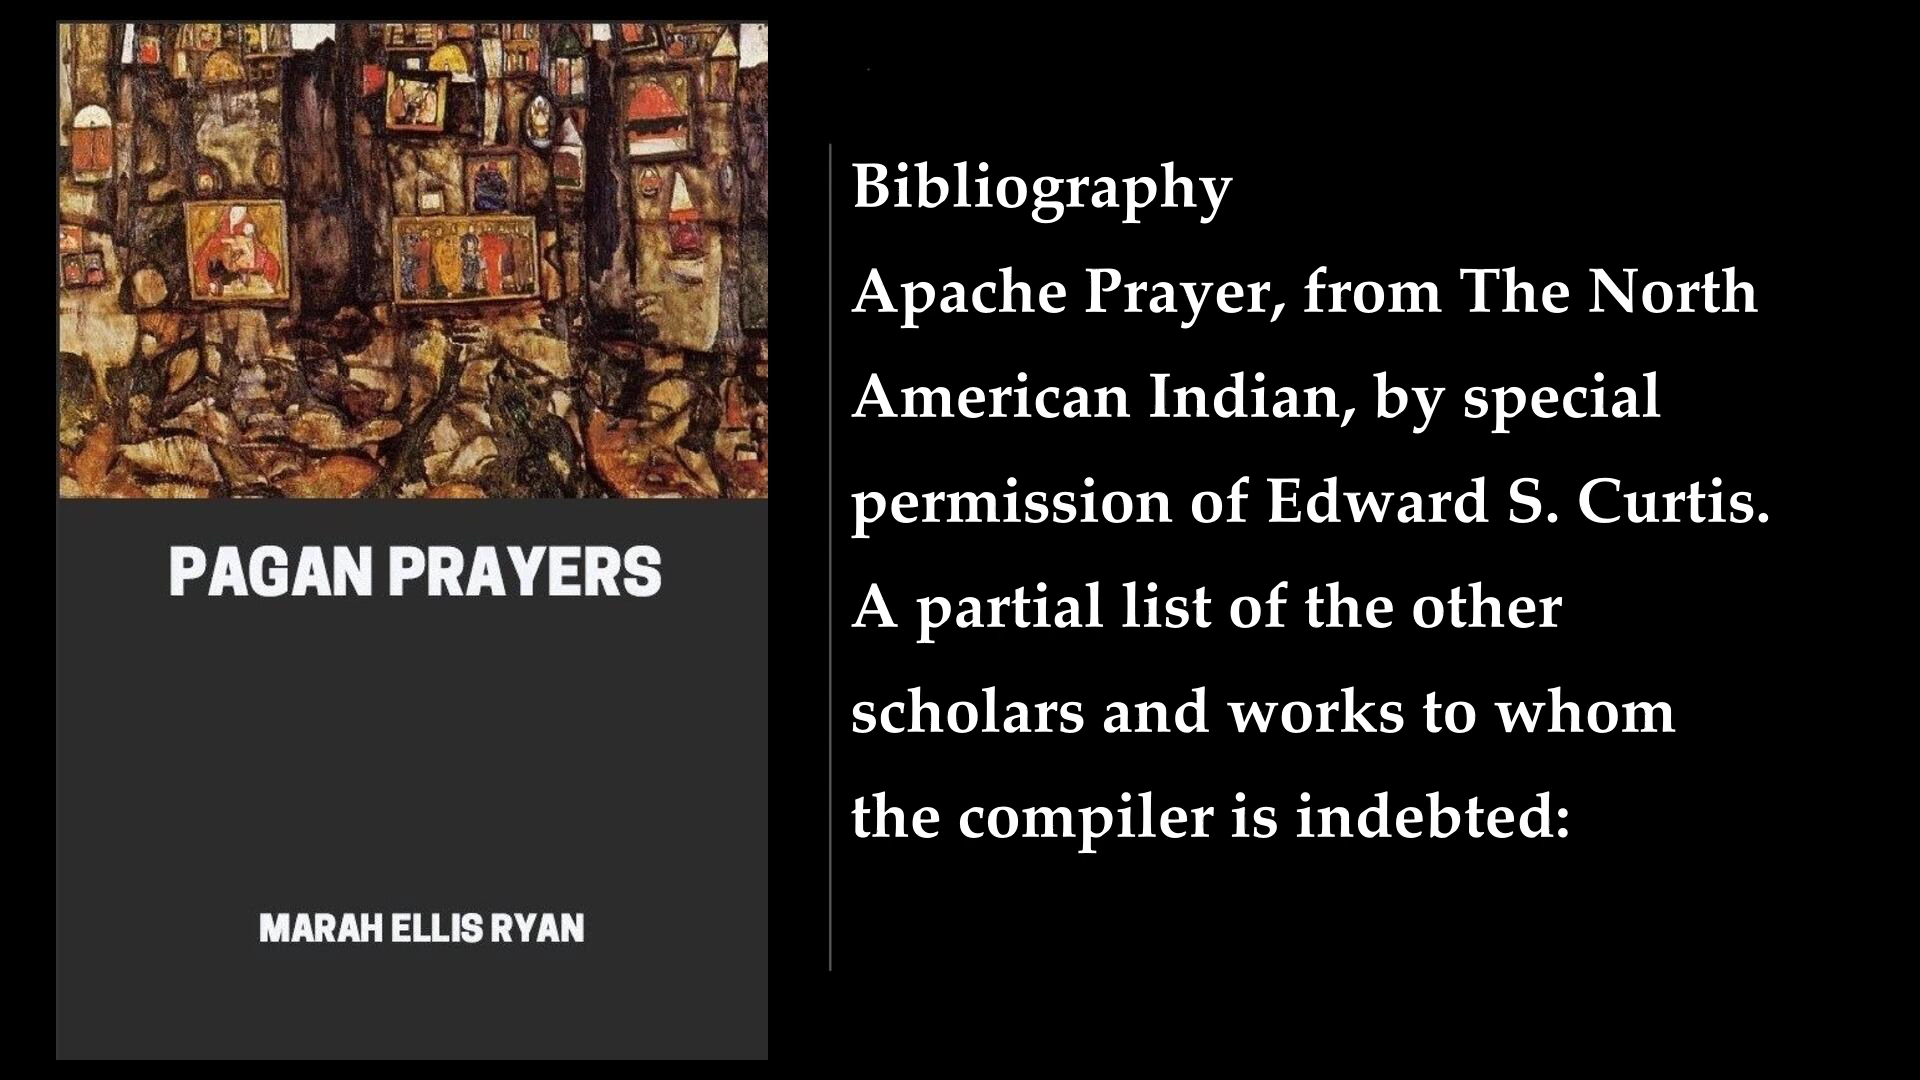 PAGAN PRAYERS
MARAH ELLIS RYAN
Bibliography
Apache Prayer, from The North
American Indian, by special
permission of Edward S. Curtis.
A partial list of the other
scholars and works to whom
the compiler is indebted: